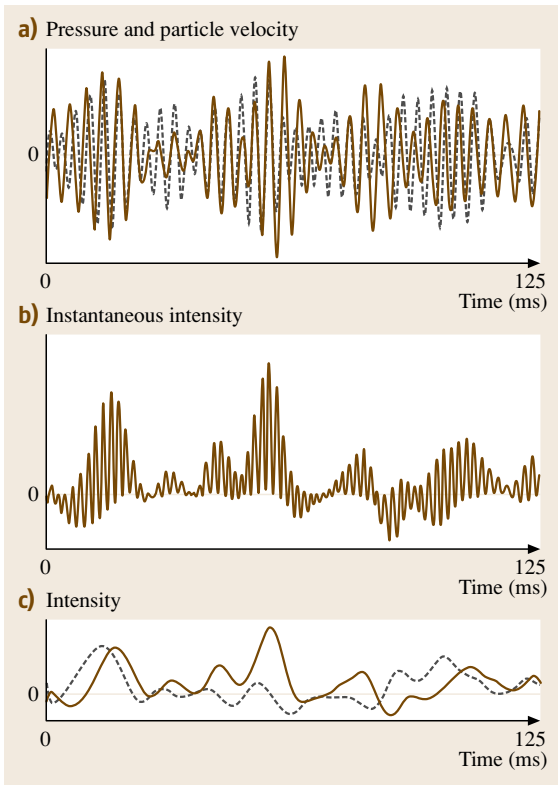 a) Pressure and particle velocity
0
0 125
Time (ms)
b) Instantaneous intensity
0
0 125
Time (ms)
c) Intensity
0
0 125
Time (ms)